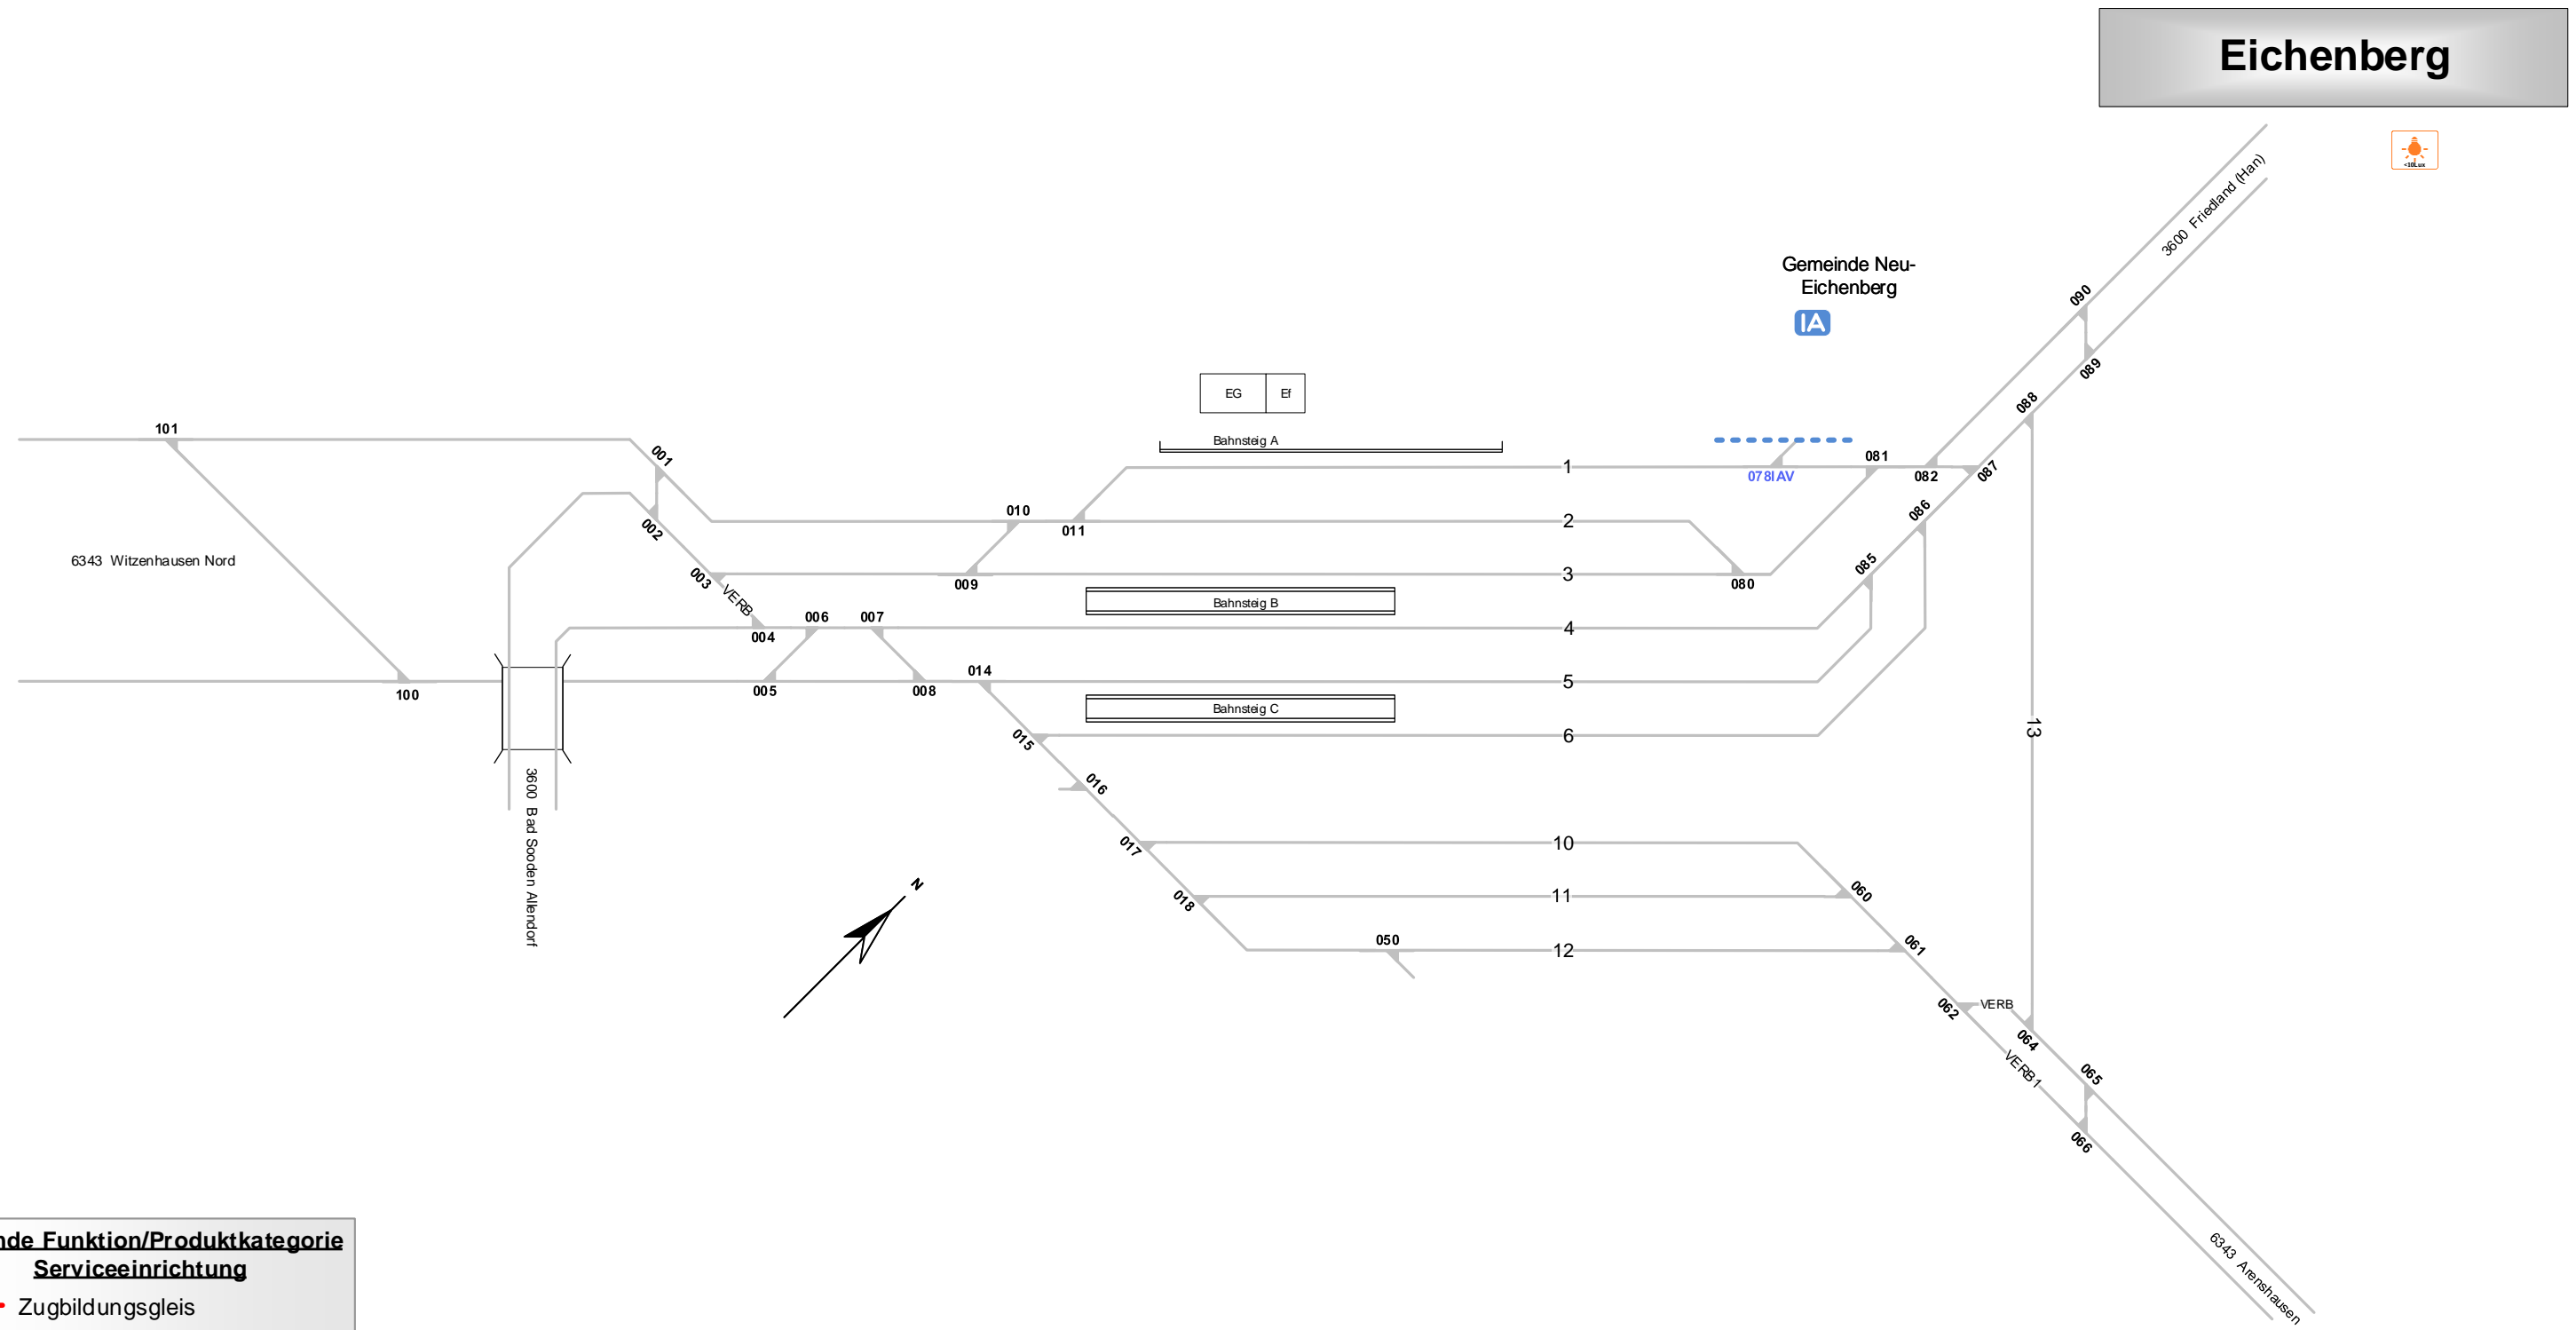 Eichenberg
<10Lux
3600 Friedland (Han)
Gemeinde Neu-
Eichenberg
IA
090
089
088
EG
Ef
101
001
Bahnsteig A
1
078IAV
081
082
087
002
010
011
2
086
6343 Witzenhausen Nord
003
009
3
080
085
VERB
Bahnsteig B
004
006
007
4
100
005
008
014
5
Bahnsteig C
015
6
13
016
3600 Bad Sooden Allendorf
017
10
N
018
11
060
050
12
061
062
VERB
064
VERB1
065
066
6343 Arenshausen
nde Funktion/Produktkategorie
Serviceeinrichtung
• Zugbildungsgleis